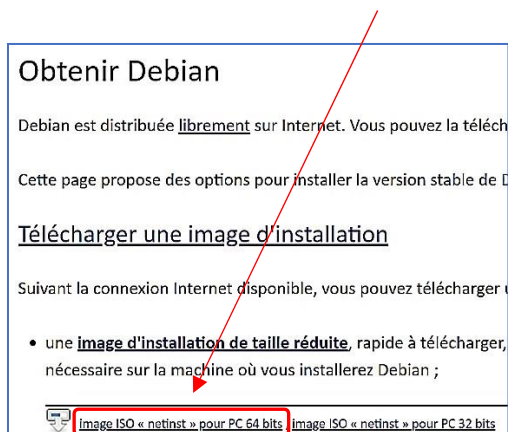 Obtenir Debian
Debian est distribuée librement sur Internet. Vous pouvez la téléch
Cette page propose des options pour installer la version stable de D
Télécharger une image d'installation
Suivant la connexion Internet disponible, vous pouvez télécharger u
• une image d'installation de taille réduite, rapide à télécharger,
nécessaire sur la machine où vous installerez Debian ;
image ISO « netinst » pour PC 64 bits, image ISO « netinst » pour PC 32 bits